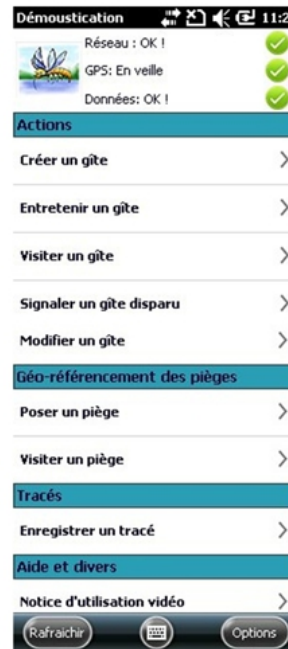 Démoustication 11:2
Réseau : OK !
GPS: En veille
Données: OK !
Actions
Créer un gîte
Entretenir un gîte
Visiter un gîte
Signaler un gîte disparu
Modifier un gîte
Géo-référencement des pièges
Poser un piège
Visiter un piège
Tracés
Enregistrer un tracé
Aide et divers
Notice d'utilisation vidéo
Rafraichir Options